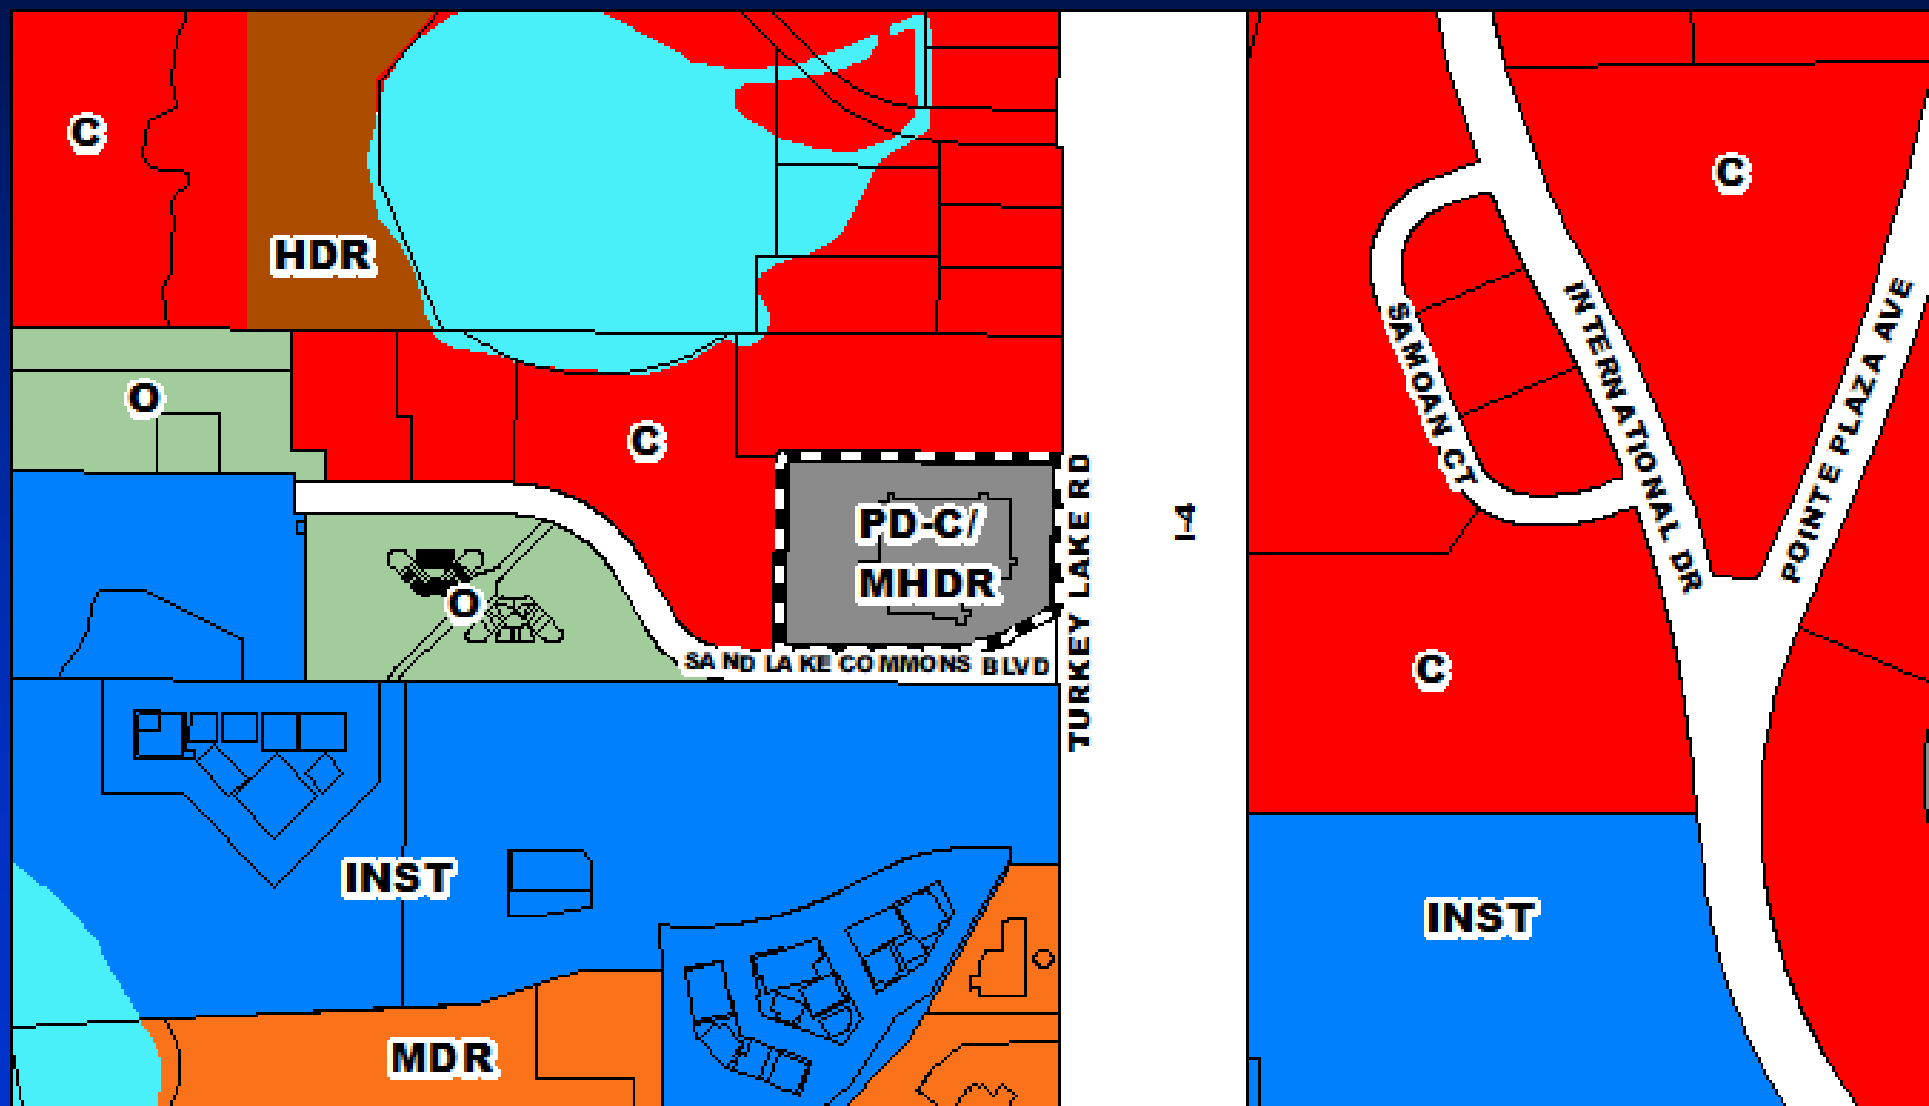 C
C
HDR
O
C
SAMOAN CT
INTERNATIONAL DR
POINTE PLAZA AVE
PD-C/
MHDR
TURKEY LAKE RD
I-4
O
SAND LAKE COMMONS BLVD
C
INST
INST
MDR